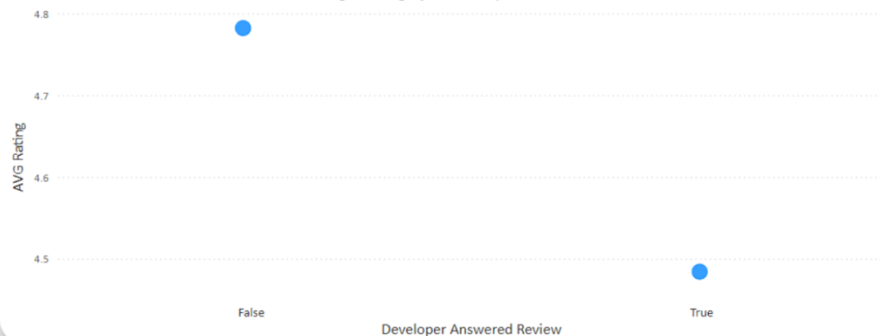 4.8
4.7
AVG Rating
4.6
4.5
False
True
Developer Answered Review